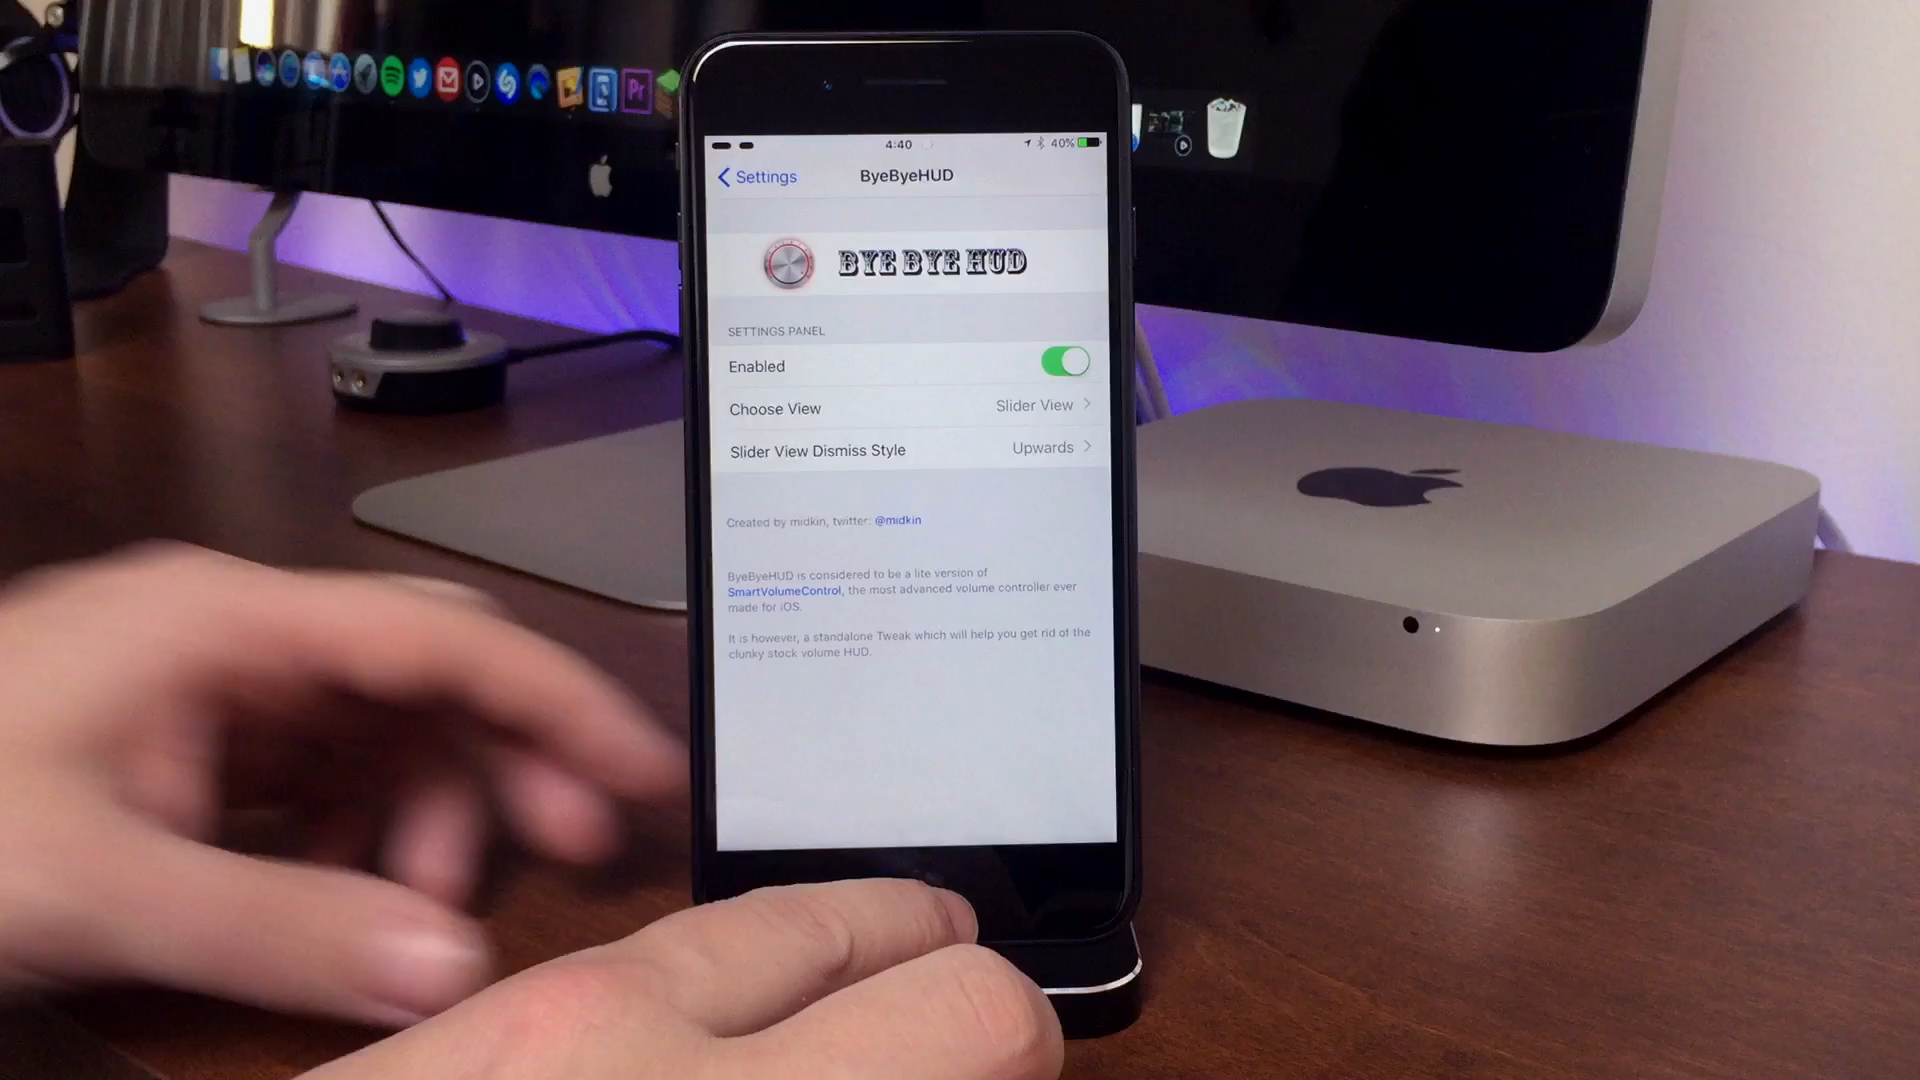 Pr
4:40
40%
Settings
ByeByeHUD
BYE BYE HUD
SETTINGS PANEL
Enabled
Choose View
Slider View
Slider View Dismiss Style
Upwards
Created by midkin, twitter: @midkin
ByeByeHUD is considered to be a lite version of
SmartVolumeControl, the most advanced volume controller ever
made for iOS.
It is however, a standalone Tweak which will help you get rid of the
clunky stock volume HUD.